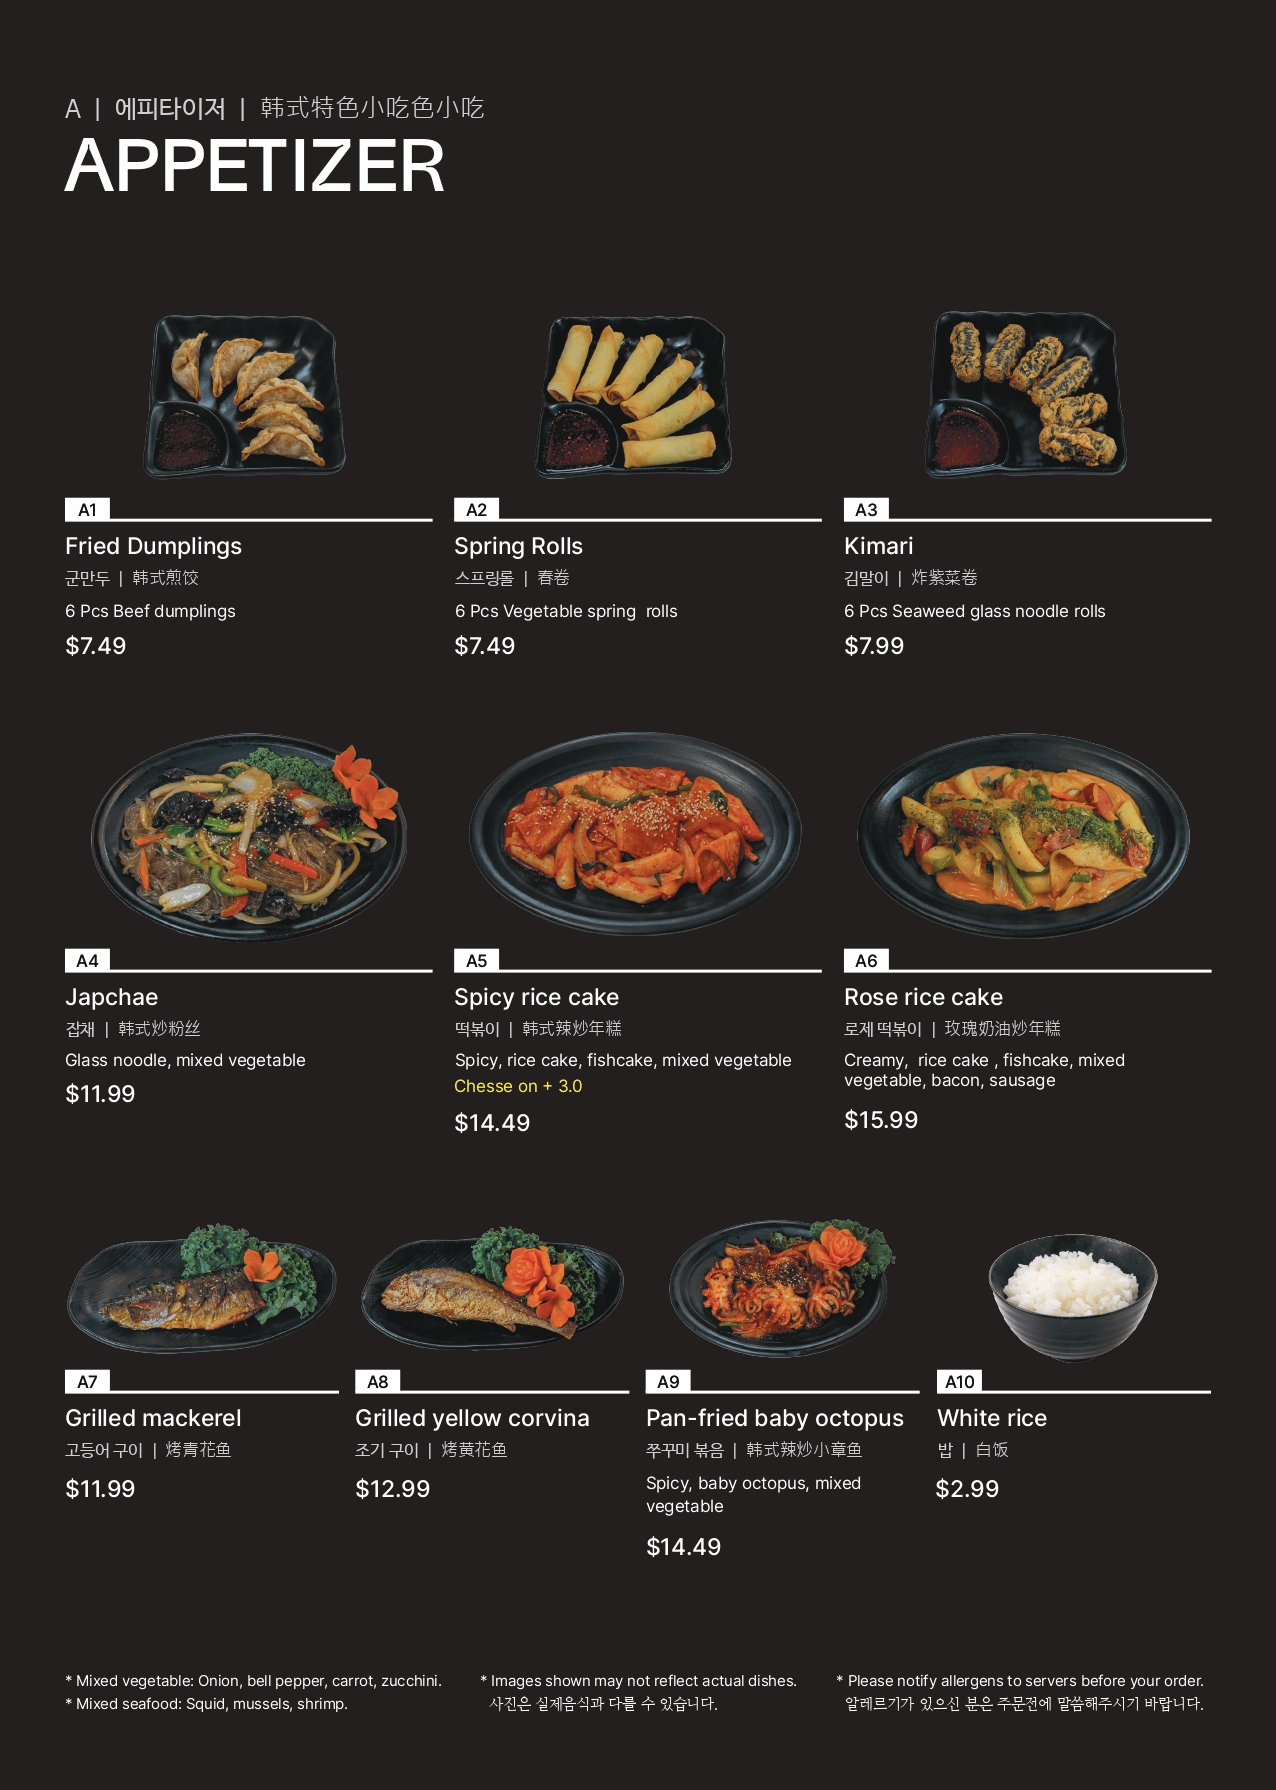 A | 에피타이저 | 韩式特色小吃色小吃
APPETIZER
A1
Fried Dumplings
군만두 | 韩式煎饺
6 Pcs Beef dumplings
$7.49
A2
Spring Rolls
스프링롤 | 春卷
6 Pcs Vegetable spring rolls
$7.49
A3
Kimari
김말이 | 炸紫菜卷
6 Pcs Seaweed glass noodle rolls
$7.99
A4
Japchae
잡채 | 韩式炒粉丝
Glass noodle, mixed vegetable
$11.99
A5
Spicy rice cake
떡볶이 | 韩式辣炒年糕
Spicy, rice cake, fishcake, mixed vegetable
Chesse on + 3.0
$14.49
A6
Rose rice cake
로제 떡볶이 | 玫瑰奶油炒年糕
Creamy, rice cake , fishcake, mixed
vegetable, bacon, sausage
$15.99
A7
Grilled mackerel
고등어 구이 | 烤青花鱼
$11.99
A8
Grilled yellow corvina
조기 구이 | 烤黄花鱼
$12.99
A9
Pan-fried baby octopus
쭈꾸미 볶음 | 韩式辣炒小章鱼
Spicy, baby octopus, mixed
vegetable
$14.49
A10
White rice
밥 | 白饭
$2.99
* Mixed vegetable: Onion, bell pepper, carrot, zucchini.
* Mixed seafood: Squid, mussels, shrimp.
* Images shown may not reflect actual dishes.
사진은 실제음식과 다를 수 있습니다.
* Please notify allergens to servers before your order.
알레르기가 있으신 분은 주문전에 말씀해주시기 바랍니다.